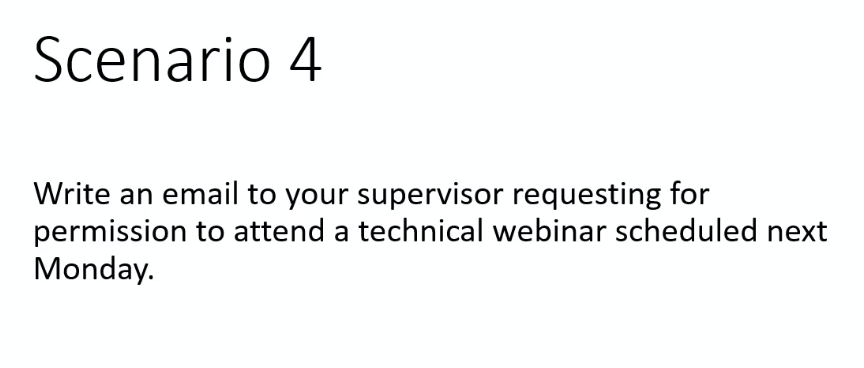 Scenario 4
Write an email to your supervisor requesting for
permission to attend a technical webinar scheduled next
Monday.